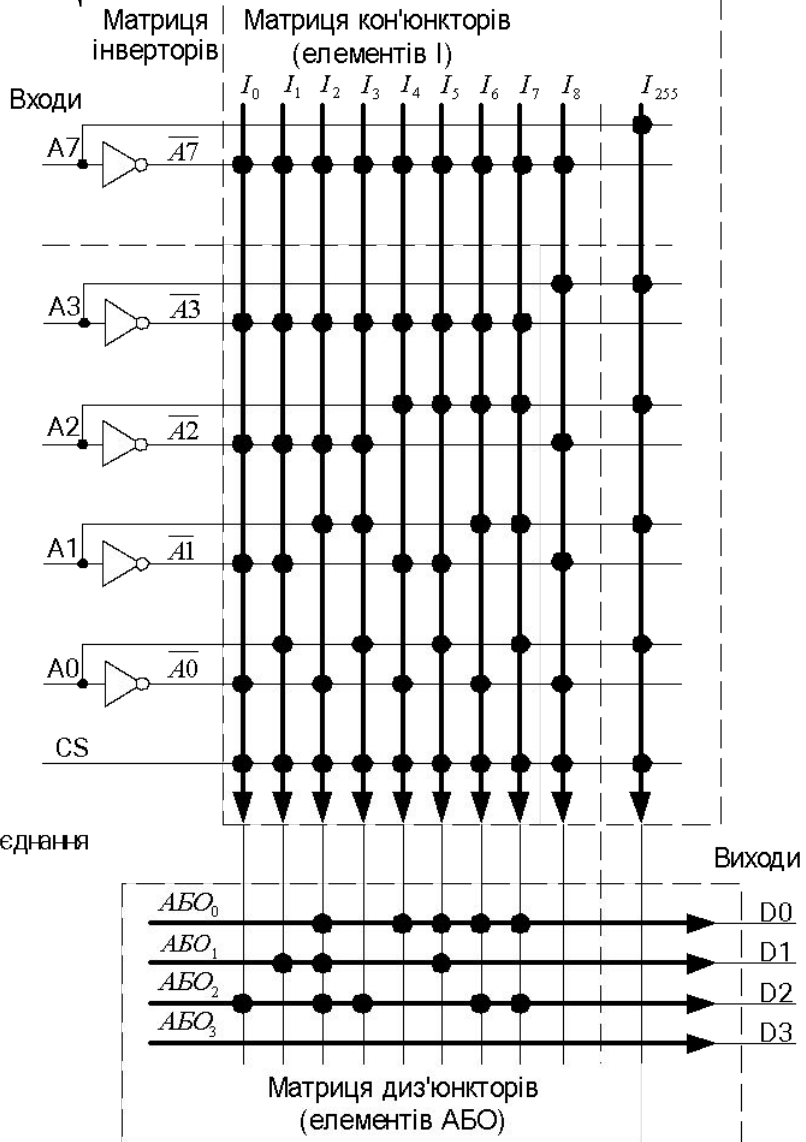 Матриця інверторів
Матриця кон'юнкторів
(елементів І)
Входи
I0 I1 I2 I3 I4 I5 I6 I7 I8 I255
A7 A7
A3 A3
A2 A2
A1 A1
A0 A0
CS
єднання
Виходи
АБО0 D0
АБО1 D1
АБО2 D2
АБО3 D3
Матриця диз'юнкторів
(елементів АБО)